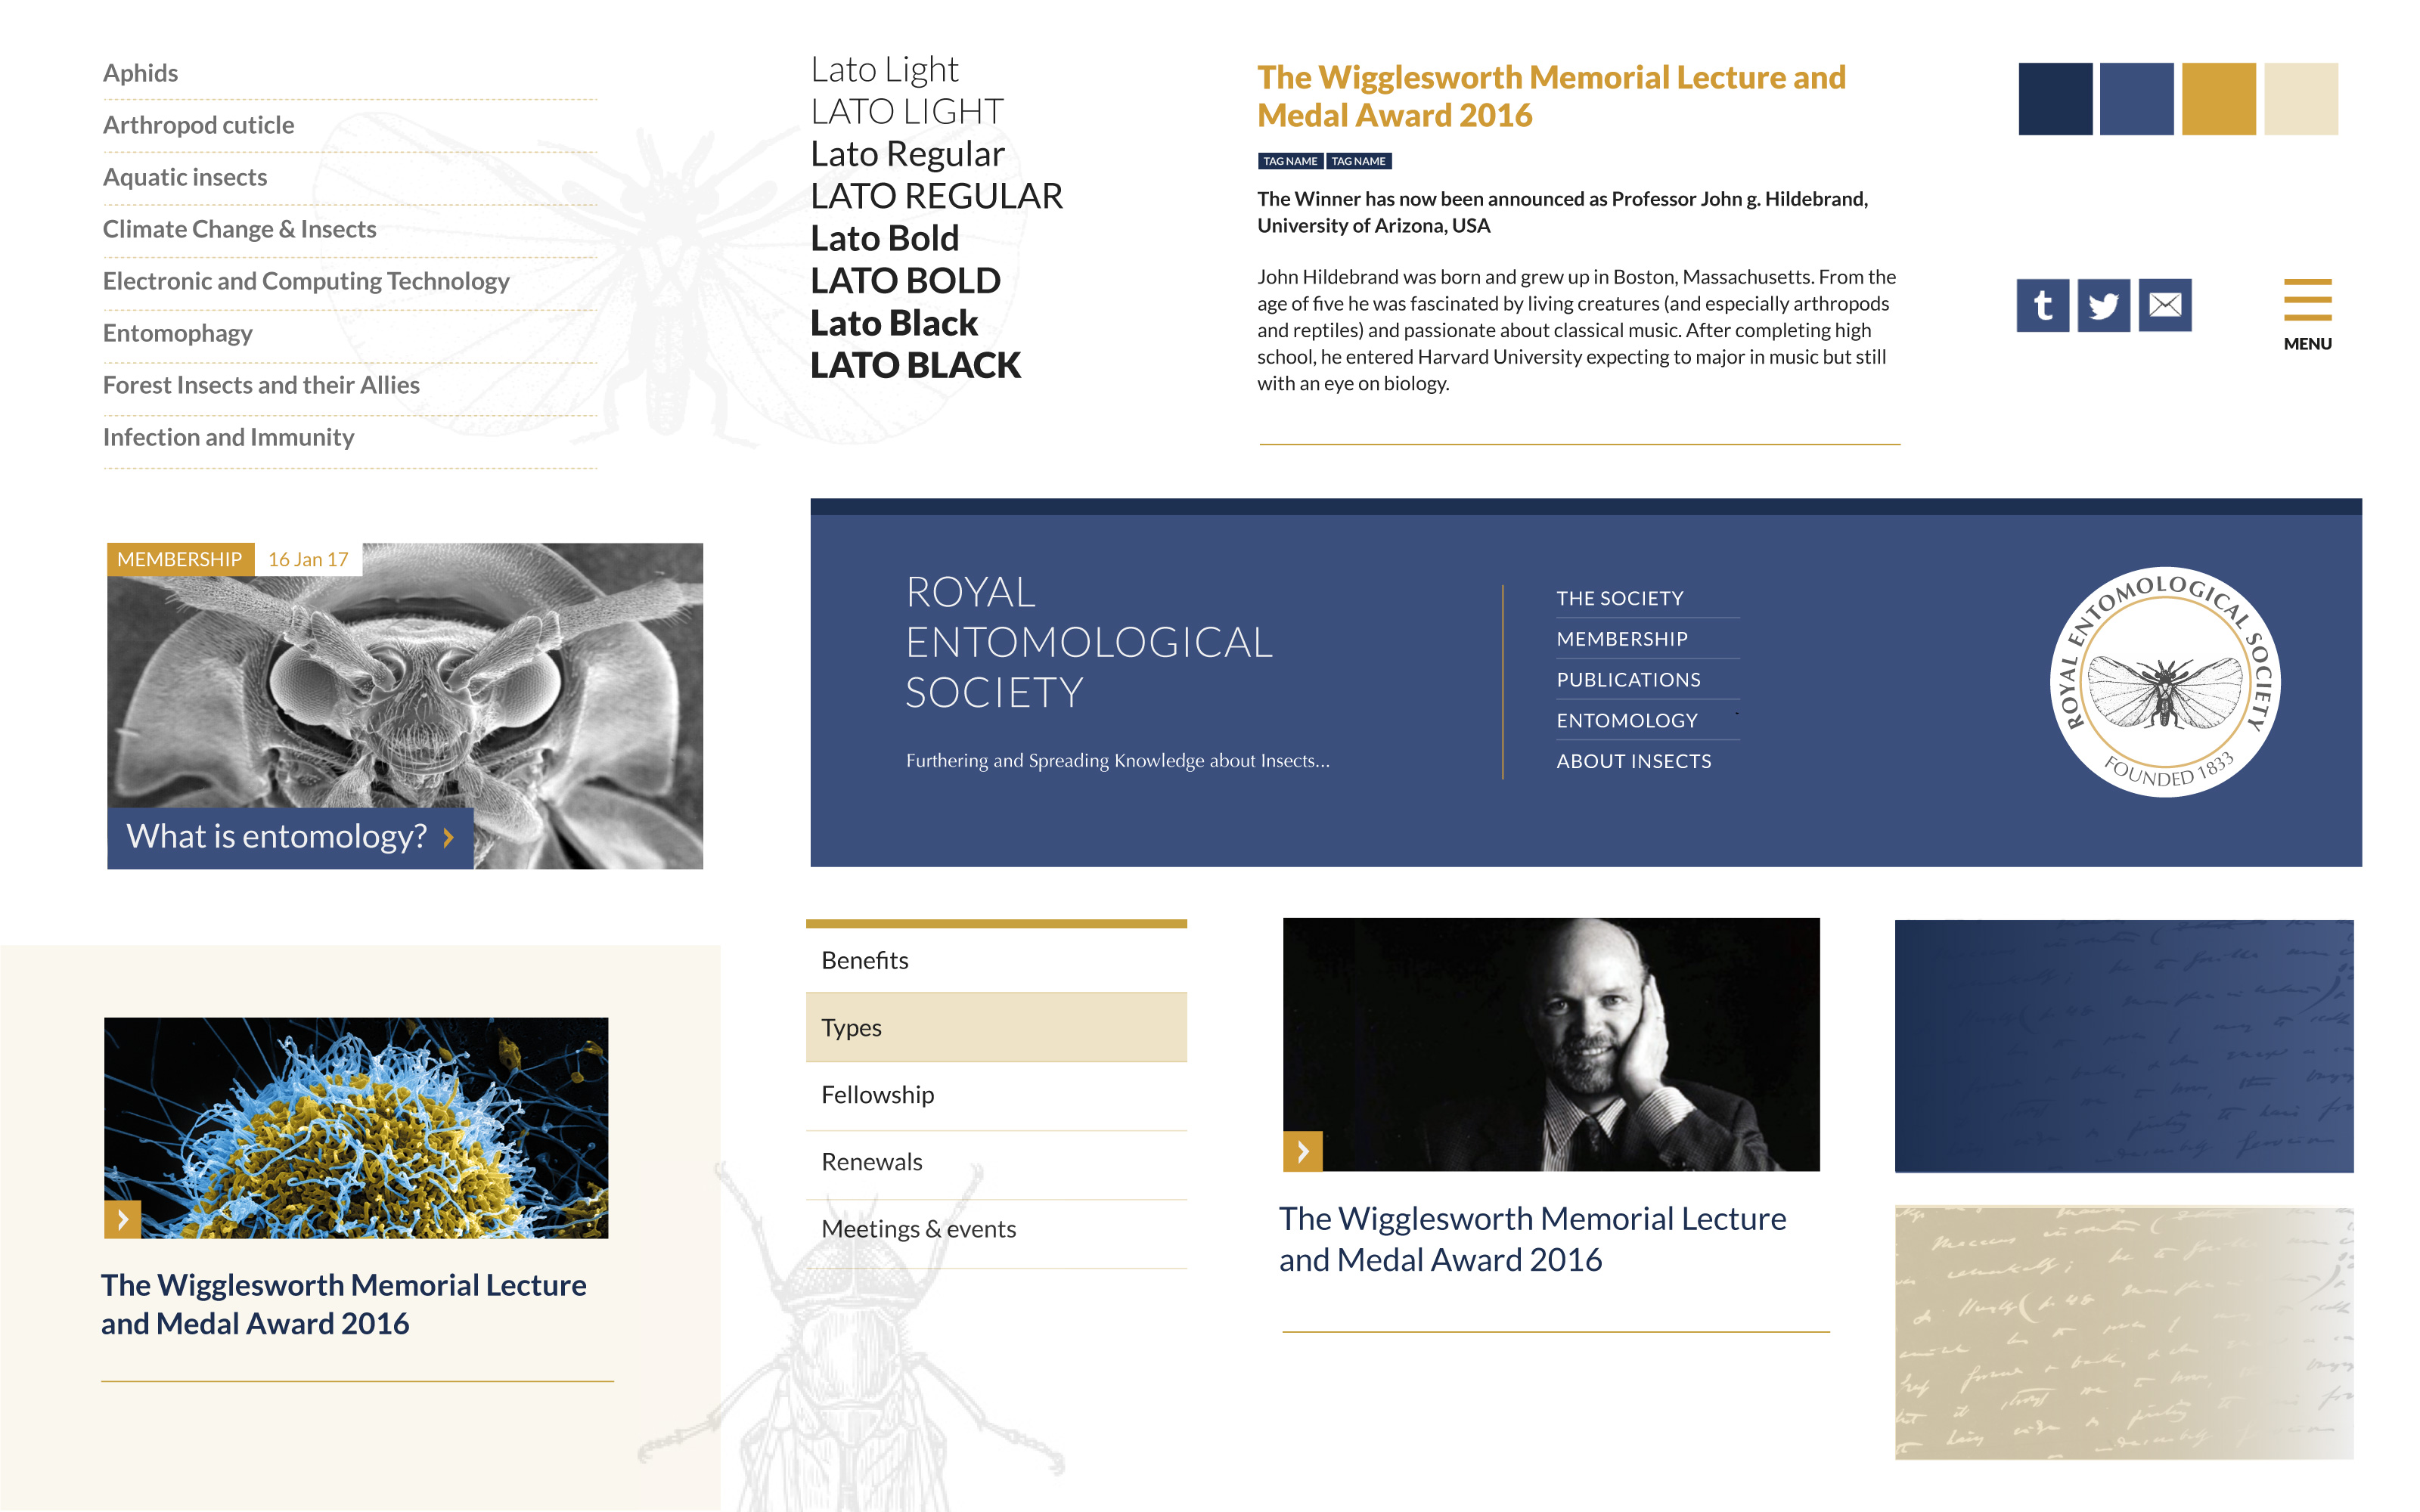 Aphids
Arthropod cuticle
Aquatic insects
Climate Change & Insects
Electronic and Computing Technology
Entomophagy
Forest Insects and their Allies
Infection and Immunity
Lato Light
LATO LIGHT
Lato Regular
LATO REGULAR
Lato Bold
LATO BOLD
Lato Black
LATO BLACK
The Wigglesworth Memorial Lecture and
Medal Award 2016
TAG NAME TAG NAME
The Winner has now been announced as Professor John g. Hildebrand,
University of Arizona, USA
John Hildebrand was born and grew up in Boston, Massachusetts. From the
age of five he was fascinated by living creatures (and especially arthropods
and reptiles) and passionate about classical music. After completing high
school, he entered Harvard University expecting to major in music but still
with an eye on biology.
t
MENU
MEMBERSHIP 16 Jan 17
What is entomology?
ROYAL
ENTOMOLOGICAL
SOCIETY
Furthering and Spreading Knowledge about Insects...
THE SOCIETY
MEMBERSHIP
PUBLICATIONS
ENTOMOLOGY
ABOUT INSECTS
ROYAL ENTOMOLOGICAL SOCIETY
FOUNDED 1833
The Wigglesworth Memorial Lecture
and Medal Award 2016
Benefits
Types
Fellowship
Renewals
Meetings & events
The Wigglesworth Memorial Lecture
and Medal Award 2016